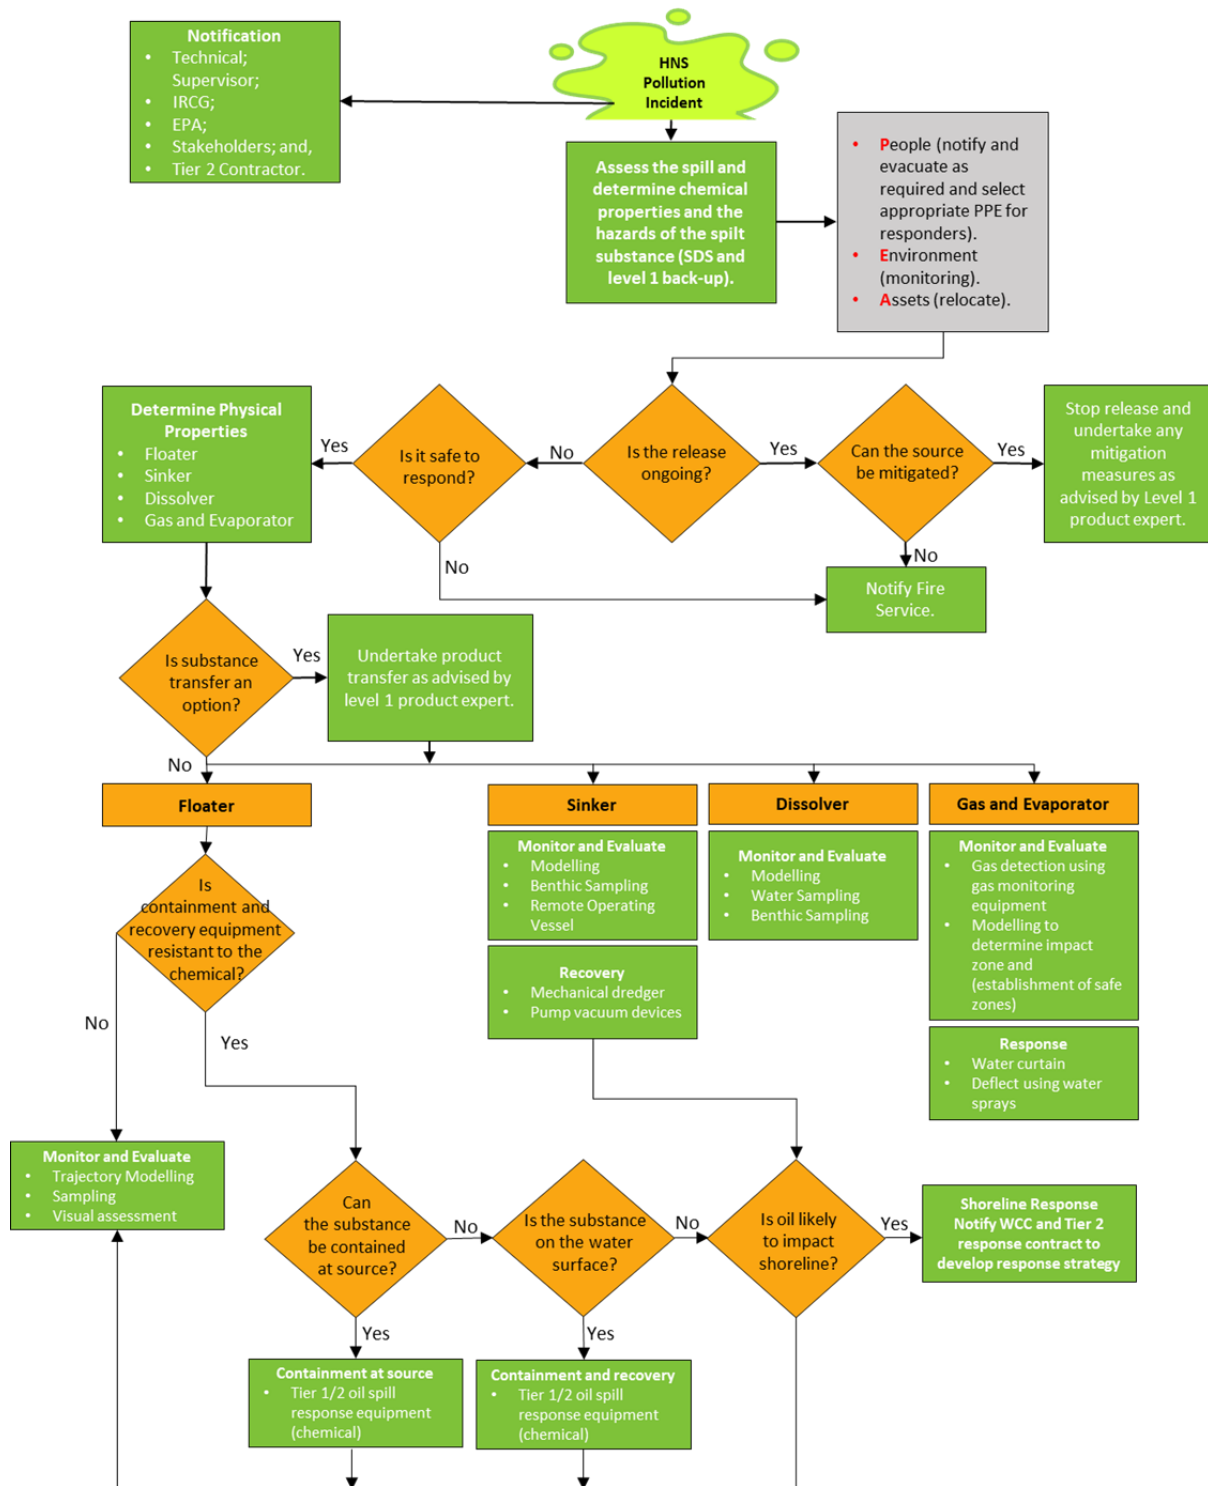 Notification
• Technical;
Supervisor;
• IRCG;
• EPA;
• Stakeholders; and,
• Tier 2 Contractor.
HNS
Pollution
Incident
Assess the spill and
determine chemical
properties and the
hazards of the spilt
substance (SDS and
level 1 back-up).
• People (notify and
evacuate as
required and select
appropriate PPE for
responders).
• Environment
(monitoring).
• Assets (relocate).
Determine Physical
Properties
• Floater
• Sinker
• Dissolver
• Gas and Evaporator
Yes
Is it safe to
respond?
No
Is the release
ongoing?
Yes
Can the source
be mitigated?
Yes
Stop release and
undertake any
mitigation
measures as
advised by Level 1
product expert.
No
No
Notify Fire
Service.
Is substance
transfer an
option?
Yes
Undertake product
transfer as advised by
level 1 product expert.
No
Floater
Sinker
Dissolver
Gas and Evaporator
Is
containment and
recovery equipment
resistant to the
chemical?
Monitor and Evaluate
• Modelling
• Benthic Sampling
• Remote Operating
Vessel
Recovery
• Mechanical dredger
• Pump vacuum devices
Monitor and Evaluate
• Modelling
• Water Sampling
• Benthic Sampling
Monitor and Evaluate
• Gas detection using
gas monitoring
equipment
• Modelling to
determine impact
zone and
(establishment of safe
zones)
Response
• Water curtain
• Deflect using water
sprays
No
Yes
Monitor and Evaluate
• Trajectory Modelling
• Sampling
• Visual assessment
Can
the substance
be contained
at source?
No
Is the substance
on the water
surface?
No
Is oil likely
to impact
shoreline?
Yes
Shoreline Response
Notify WCC and Tier 2
response contract to
develop response strategy
Yes
Yes
Containment at source
• Tier 1/2 oil spill
response equipment
(chemical)
Containment and recovery
• Tier 1/2 oil spill
response equipment
(chemical)